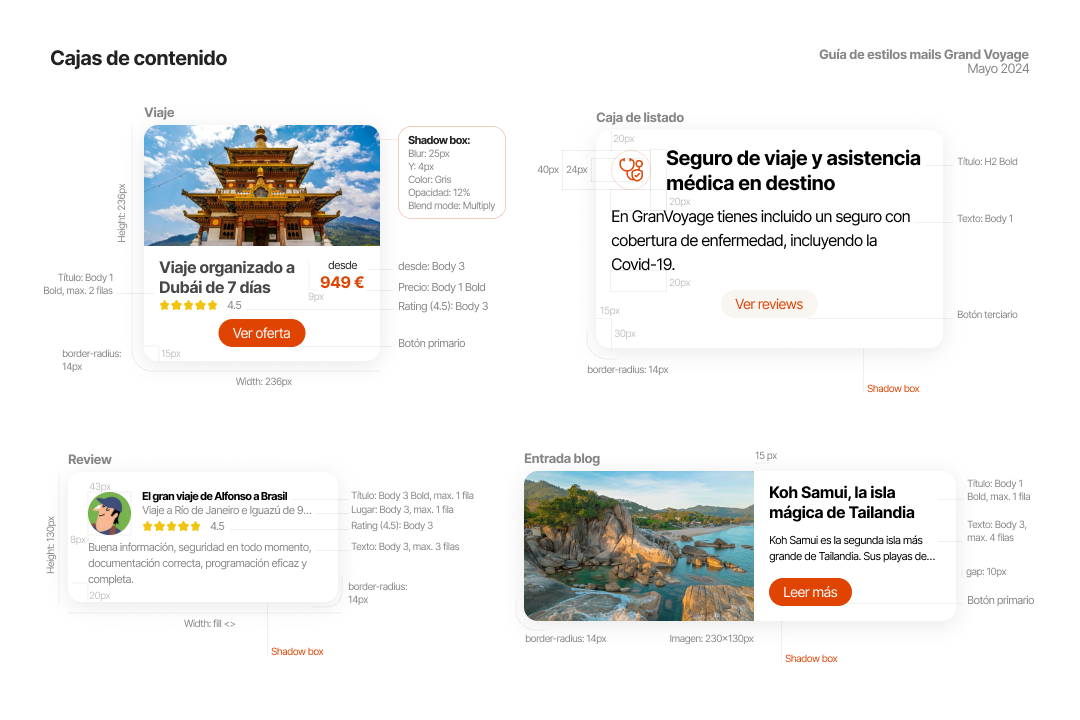 Cajas de contenido
Guía de estilos mails Grand Voyage
Mayo 2024
Viaje
Height: 236px
Shadow box:
Blur: 25px
Y: 4px
Color: Gris
Opacidad: 12%
Blend mode: Multiply
Viaje organizado a
Dubái de 7 días
desde
949 €
9px
4.5
Ver oferta
15px
Título: Body 1
Bold, max. 2 filas
desde: Body 3
Precio: Body 1 Bold
Rating (4.5): Body 3
Botón primario
border-radius:
14px
Width: 236px
Caja de listado
20px
40px
24px
Seguro de viaje y asistencia
médica en destino
20px
En GranVoyage tienes incluido un seguro con
cobertura de enfermedad, incluyendo la
Covid-19.
20px
Ver reviews
15px
30px
Título: H2 Bold
Texto: Body 1
Botón terciario
border-radius: 14px
Shadow box
Review
43px
Height: 130px
El gran viaje de Alfonso a Brasil
Viaje a Río de Janeiro e Iguazú de 9...
4.5
8px
Buena información, seguridad en todo momento,
documentación correcta, programación eficaz y
completa.
20px
Título: Body 3 Bold, max. 1 fila
Lugar: Body 3, max. 1 fila
Rating (4.5): Body 3
Texto: Body 3, max. 3 filas
border-radius:
14px
Width: fill <>
Shadow box
Entrada blog
15 px
Koh Samui, la isla
mágica de Tailandia
Koh Samui es la segunda isla más
grande de Tailandia. Sus playas de...
Leer más
Título: Body 1
Bold, max. 1 fila
Texto: Body 3,
max. 4 filas
gap: 10px
Botón primario
border-radius: 14px
Imagen: 230x130px
Shadow box